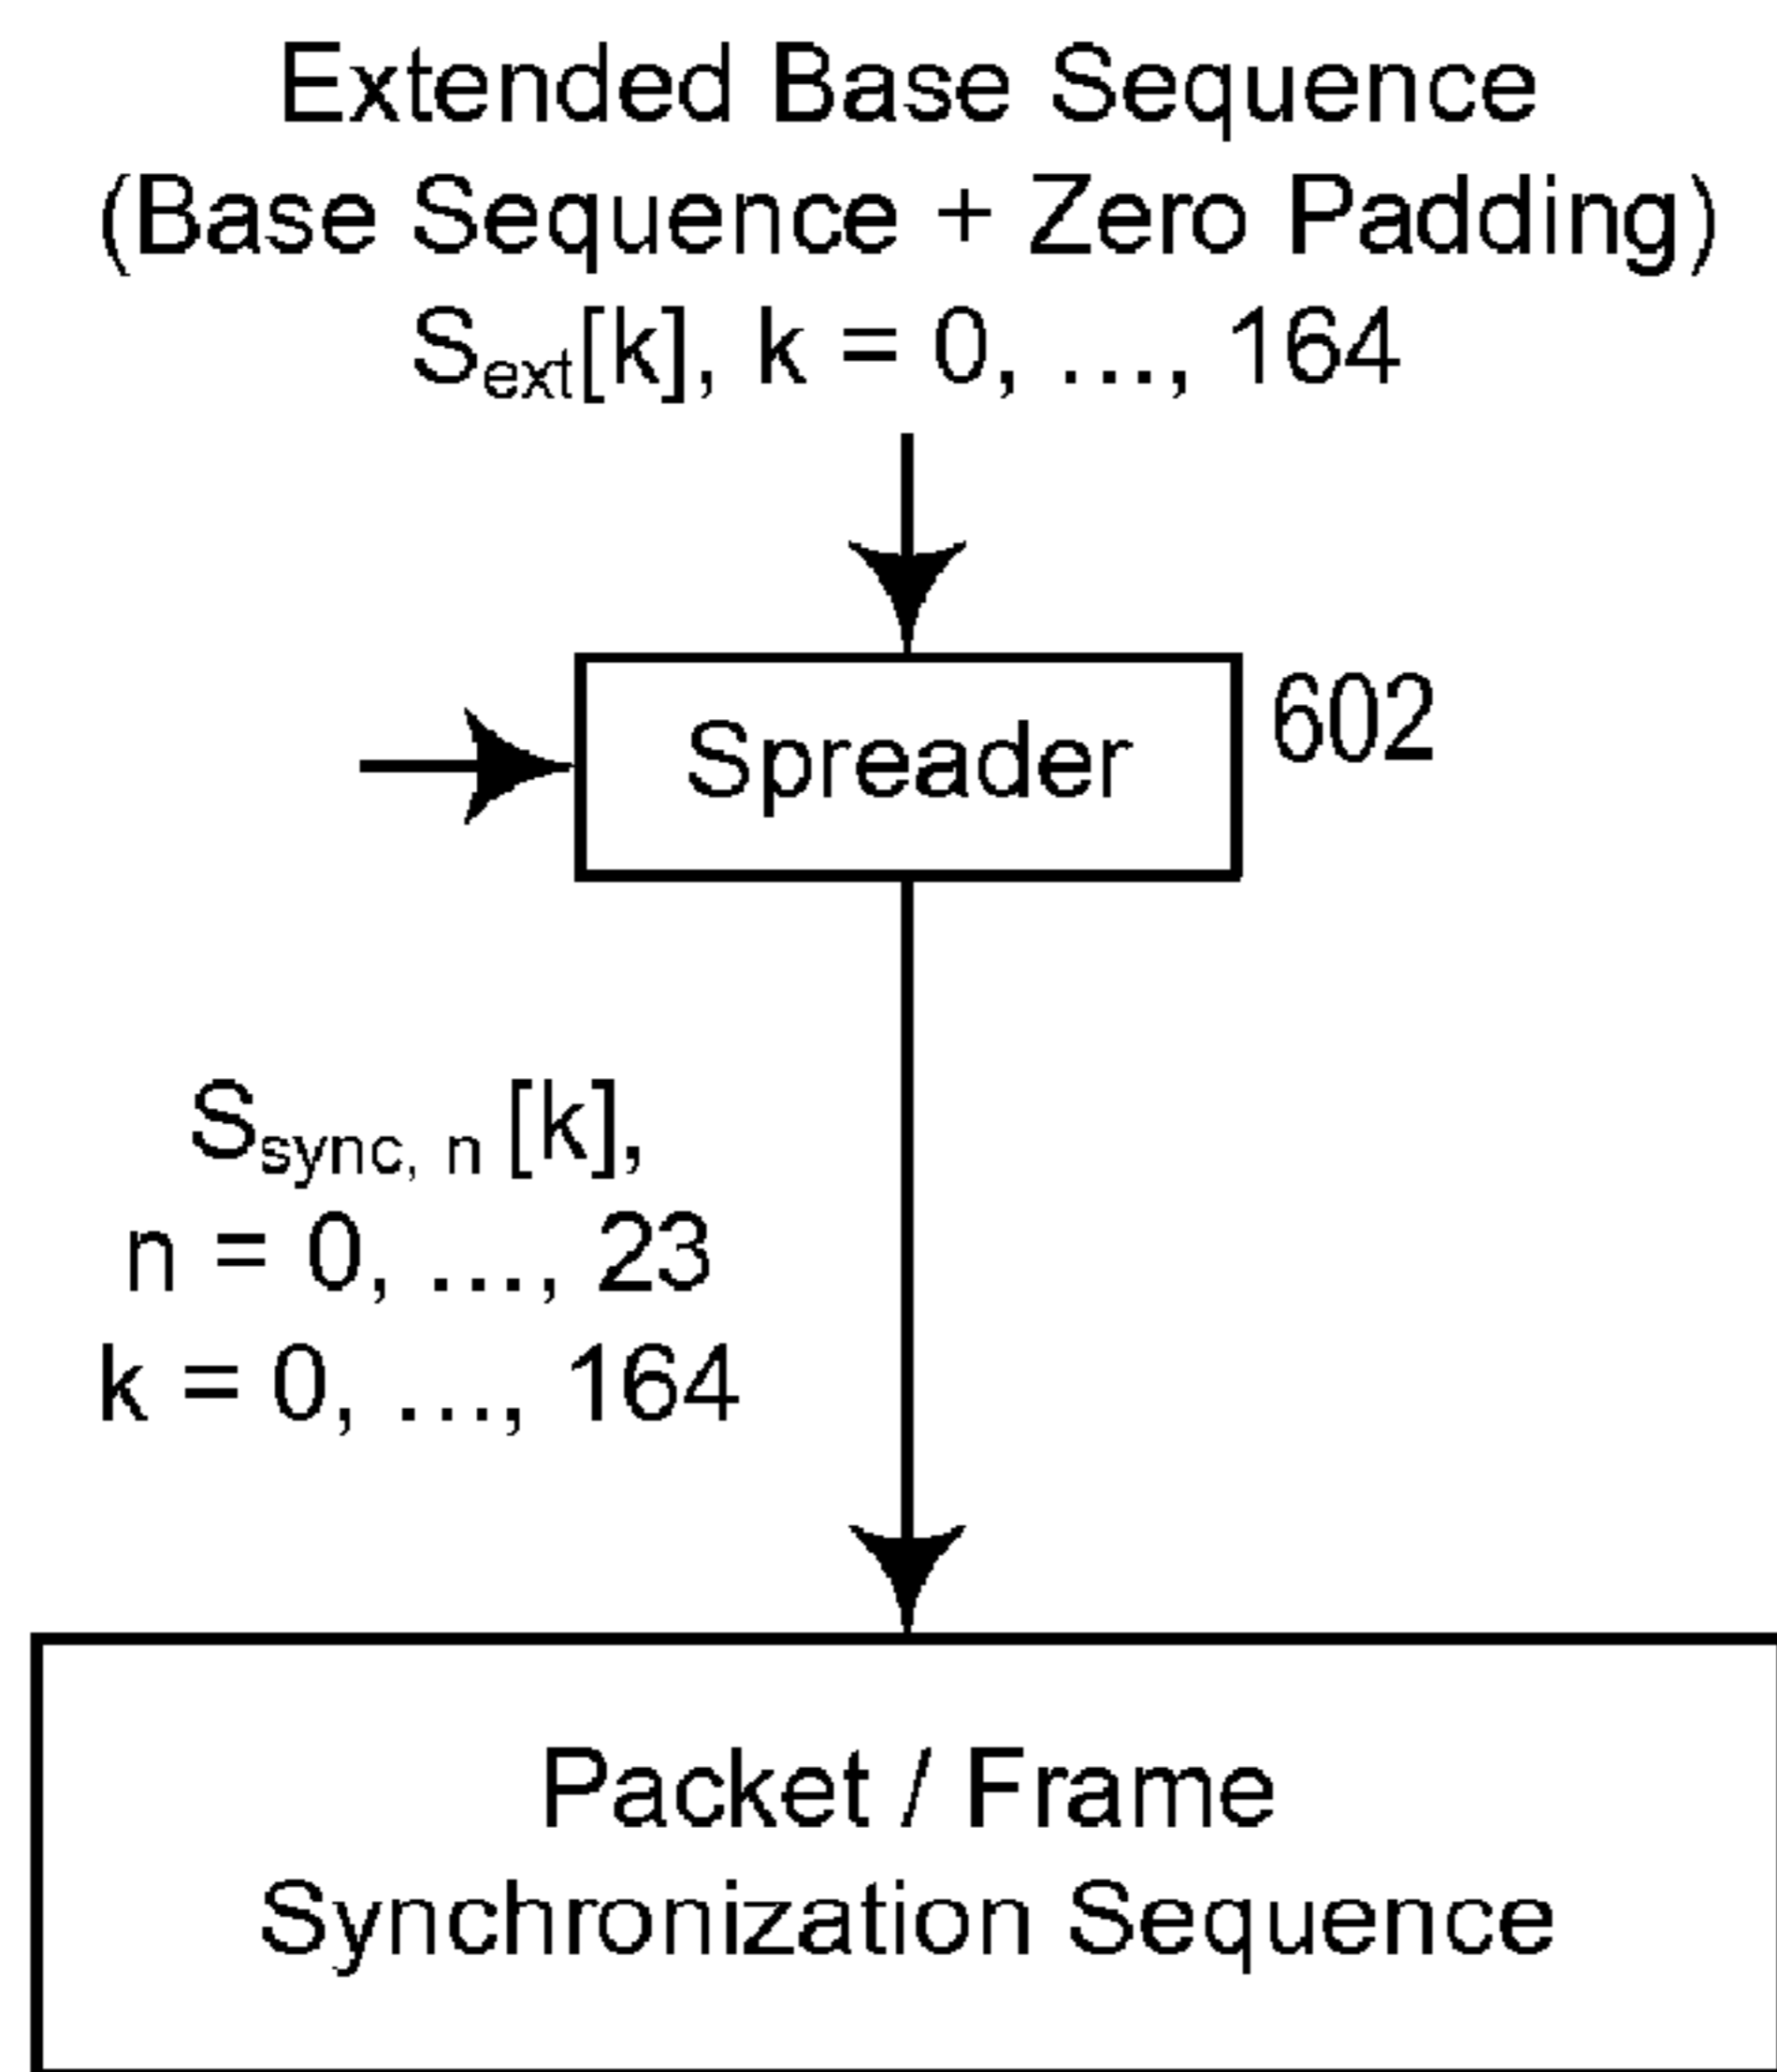 Extended Base Sequence
(Base Sequence + Zero Padding)
Sext[k], k = 0, ..., 164
Spreader
602
Ssync, n [k],
n = 0, ..., 23
k = 0, ..., 164
Packet / Frame
Synchronization Sequence